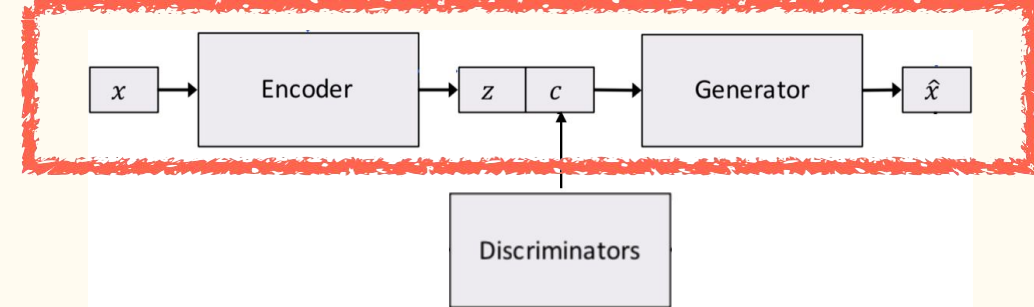 x
Encoder
z
c
Generator
x̂
Discriminators